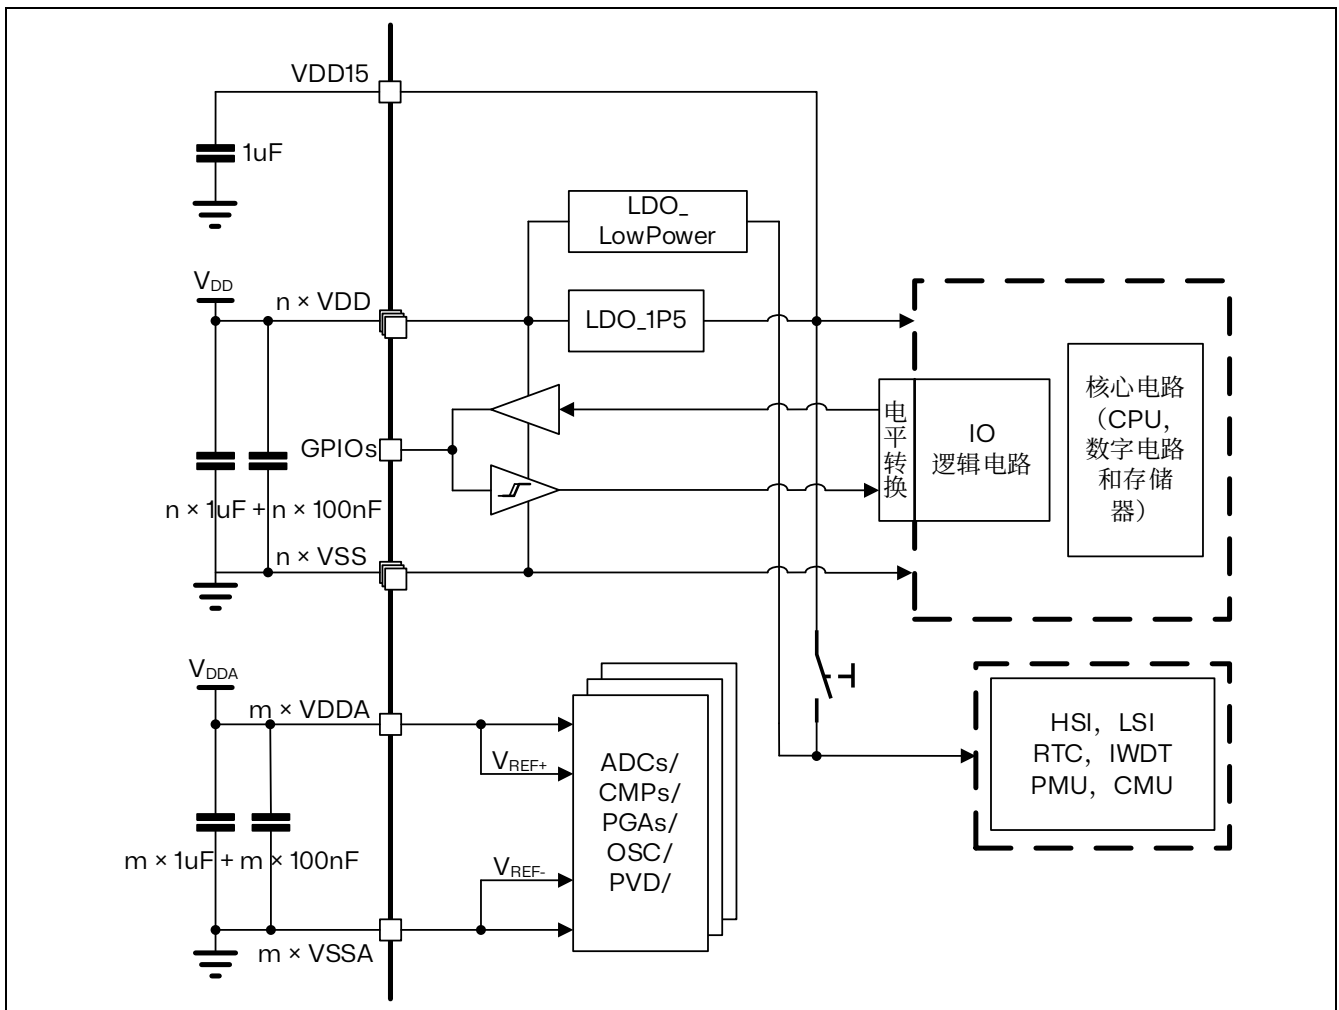 VDD15
1uF
LDO_
LowPower
VDD
n × VDD
LDO_1P5
GPIOs
电
平
转
换
IO
逻辑电路
核心电路
（CPU，
数字电路
和存储
器）
n × 1uF + n × 100nF
n × VSS
VDDA
m × VDDA
VREF+
ADCs/
CMPs/
PGAs/
OSC/
PVD/
HSI， LSI
RTC， IWDT
PMU， CMU
m × 1uF + m × 100nF
VREF-
m × VSSA